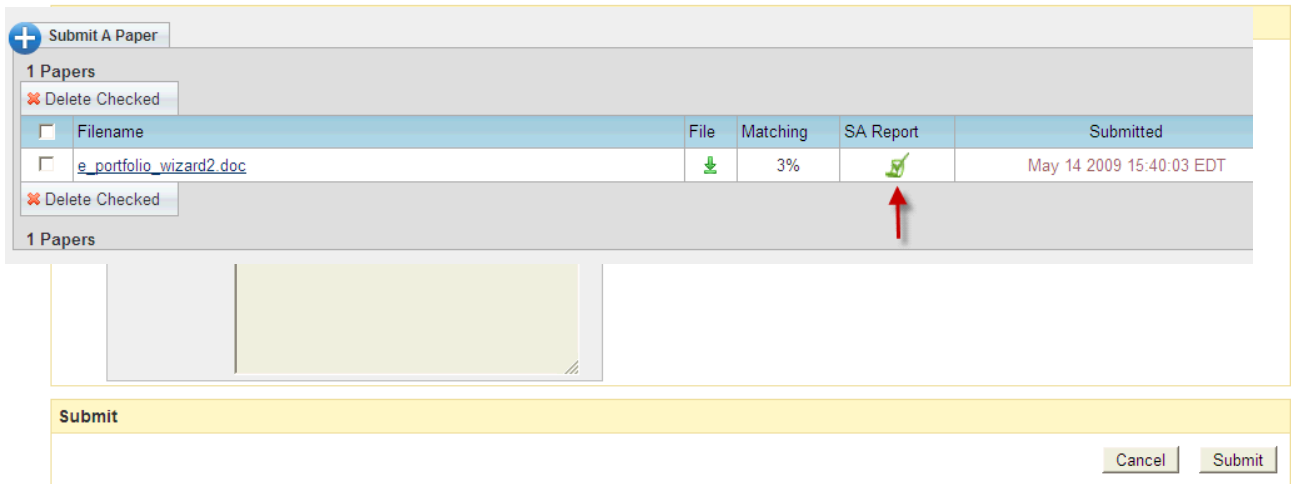 Submit A Paper
1 Papers
Delete Checked
Filename File Matching SA Report Submitted
e_portfolio_wizard2.doc 3% May 14 2009 15:40:03 EDT
Delete Checked
1 Papers
Submit
Cancel Submit